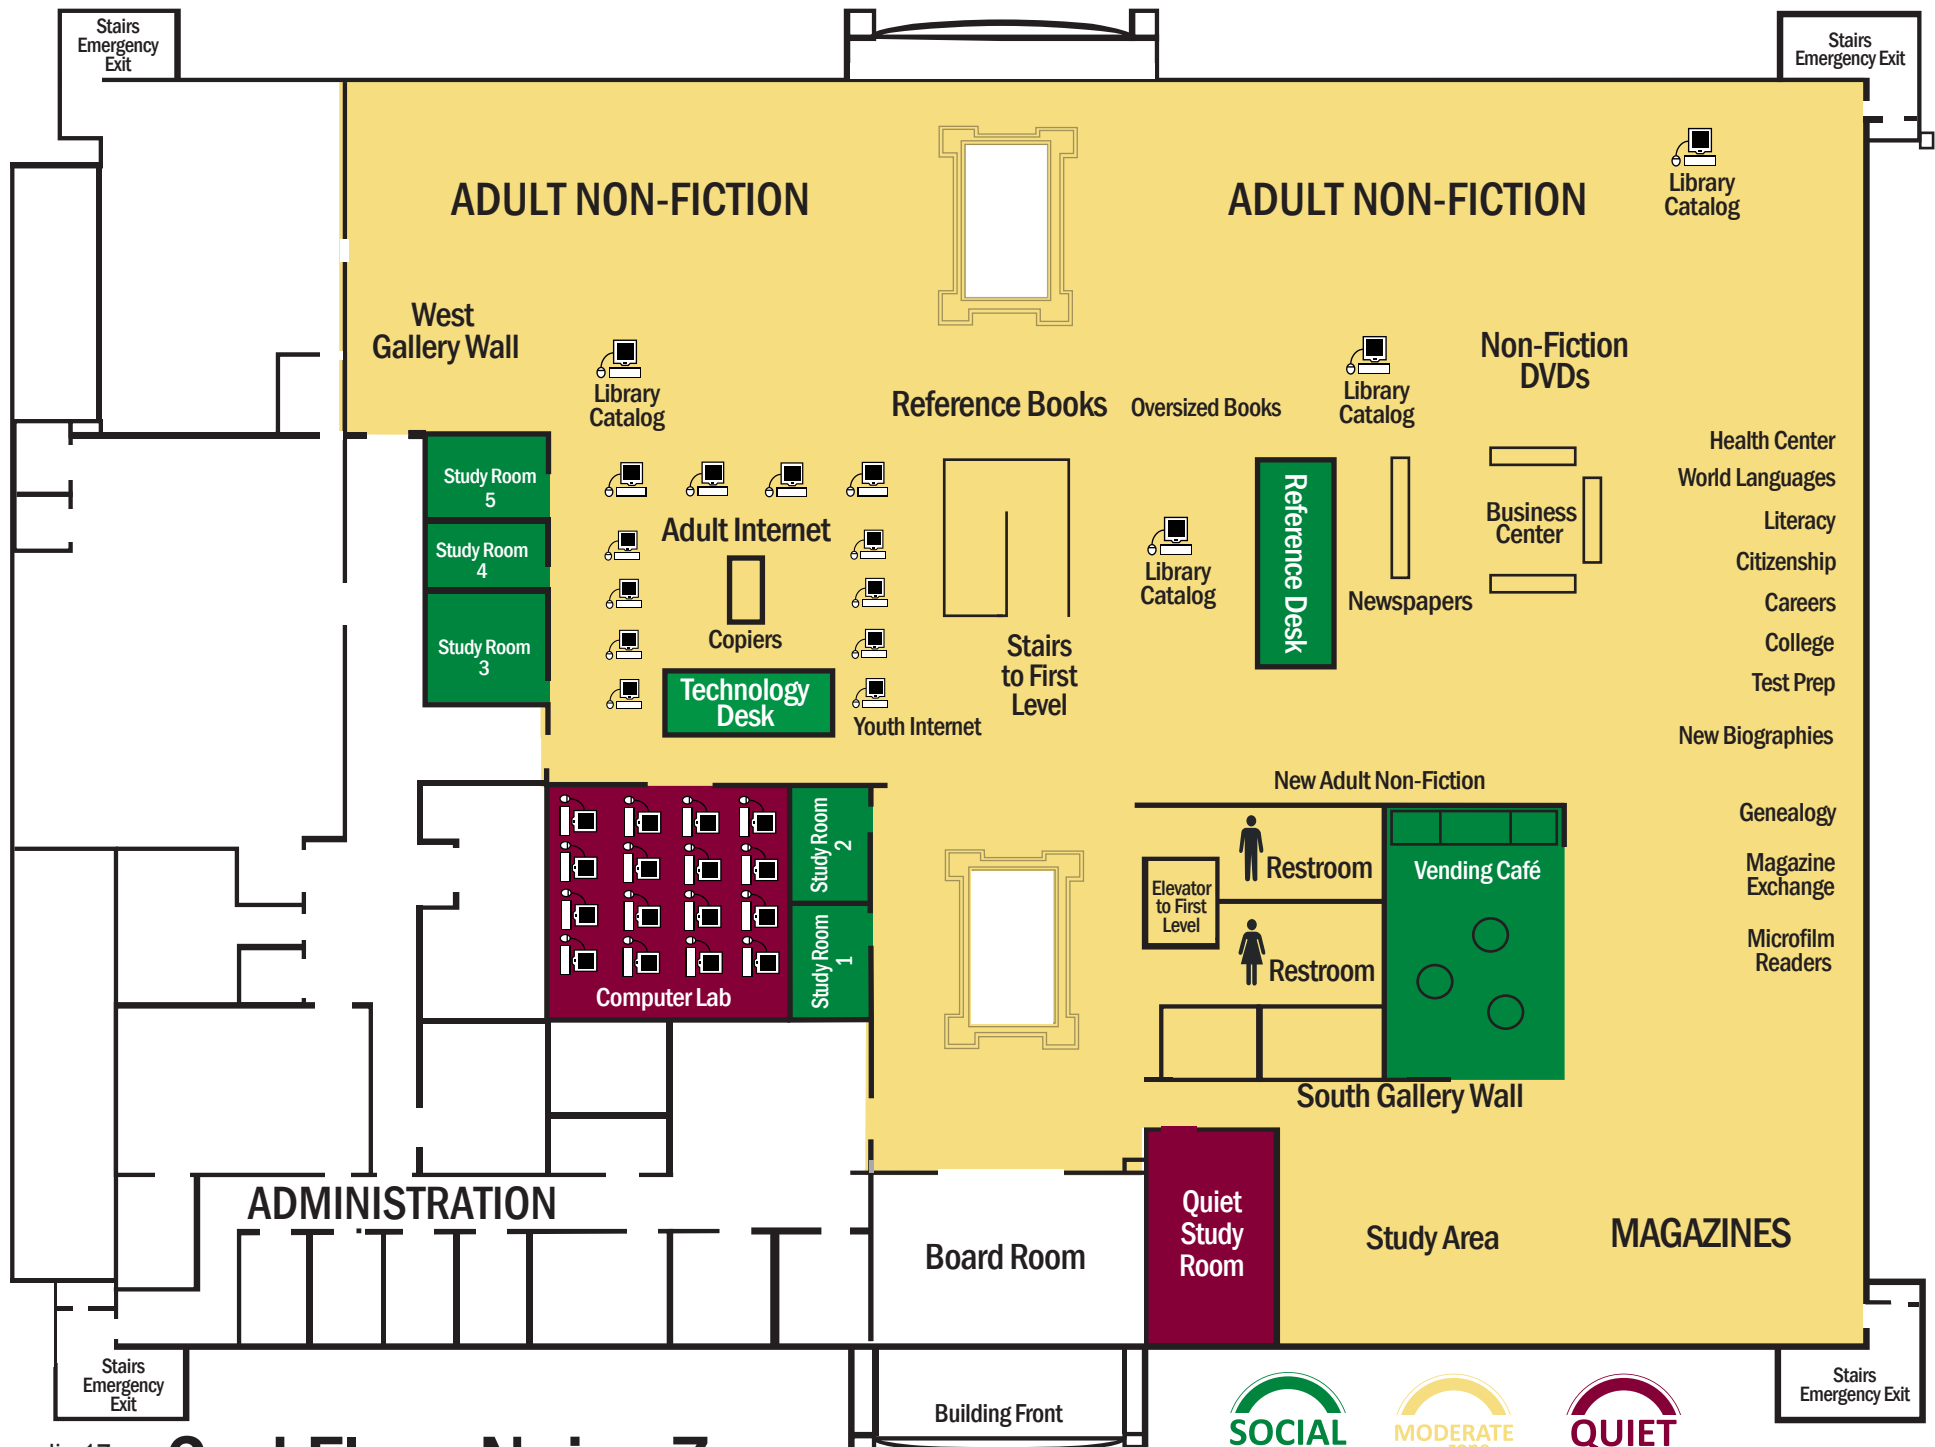 Stairs
Emergency
Exit
Stairs
Emergency Exit
ADULT NON-FICTION
ADULT NON-FICTION
Library
Catalog
West
Gallery Wall
Library
Catalog
Reference Books
Oversized Books
Library
Catalog
Non-Fiction
DVDs
Health Center
World Languages
Literacy
Citizenship
Careers
College
Test Prep
New Biographies
Genealogy
Magazine
Exchange
Microfilm
Readers
Study Room
5
Study Room
4
Study Room
3
Adult Internet
Copiers
Technology
Desk
Youth Internet
Stairs
to First
Level
Library
Catalog
Reference Desk
Newspapers
Business
Center
New Adult Non-Fiction
Computer Lab
Study Room
2
Study Room
1
Elevator
to First
Level
Restroom
Restroom
Vending Café
South Gallery Wall
ADMINISTRATION
Board Room
Quiet
Study
Room
Study Area
MAGAZINES
Stairs
Emergency
Exit
Building Front
SOCIAL
MODERATE
QUIET
Stairs
Emergency Exit